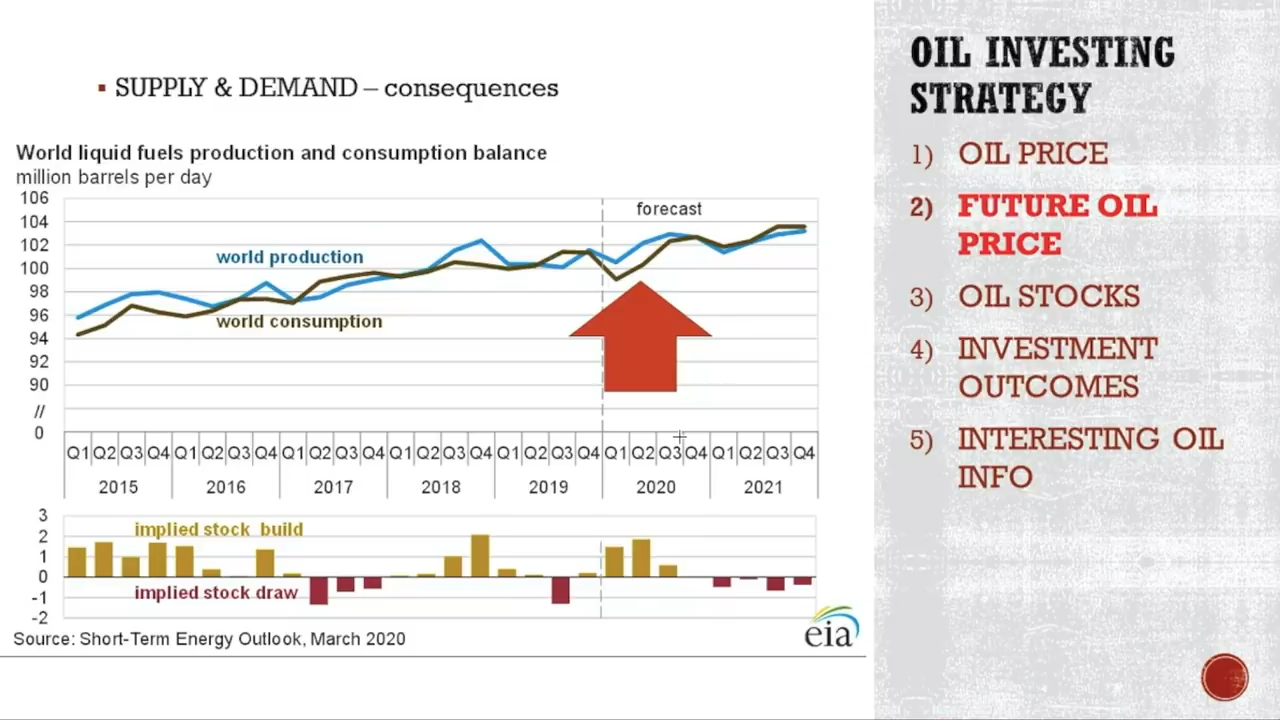 SUPPLY & DEMAND – consequences
World liquid fuels production and consumption balance
million barrels per day
106
104
102
100
98
96
94
92
90
//
0
forecast
world production
world consumption
Q1 Q2 Q3 Q4 Q1 Q2 Q3 Q4 Q1 Q2 Q3 Q4 Q1 Q2 Q3 Q4 Q1 Q2 Q3 Q4 Q1 Q2 Q3 Q4 Q1 Q2 Q3 Q4
2015 2016 2017 2018 2019 2020 2021
3
2
1
0
-1
-2
implied stock build
implied stock draw
Source: Short-Term Energy Outlook, March 2020
eia
OIL INVESTING
STRATEGY
1) OIL PRICE
2) FUTURE OIL
PRICE
3) OIL STOCKS
4) INVESTMENT
OUTCOMES
5) INTERESTING OIL
INFO